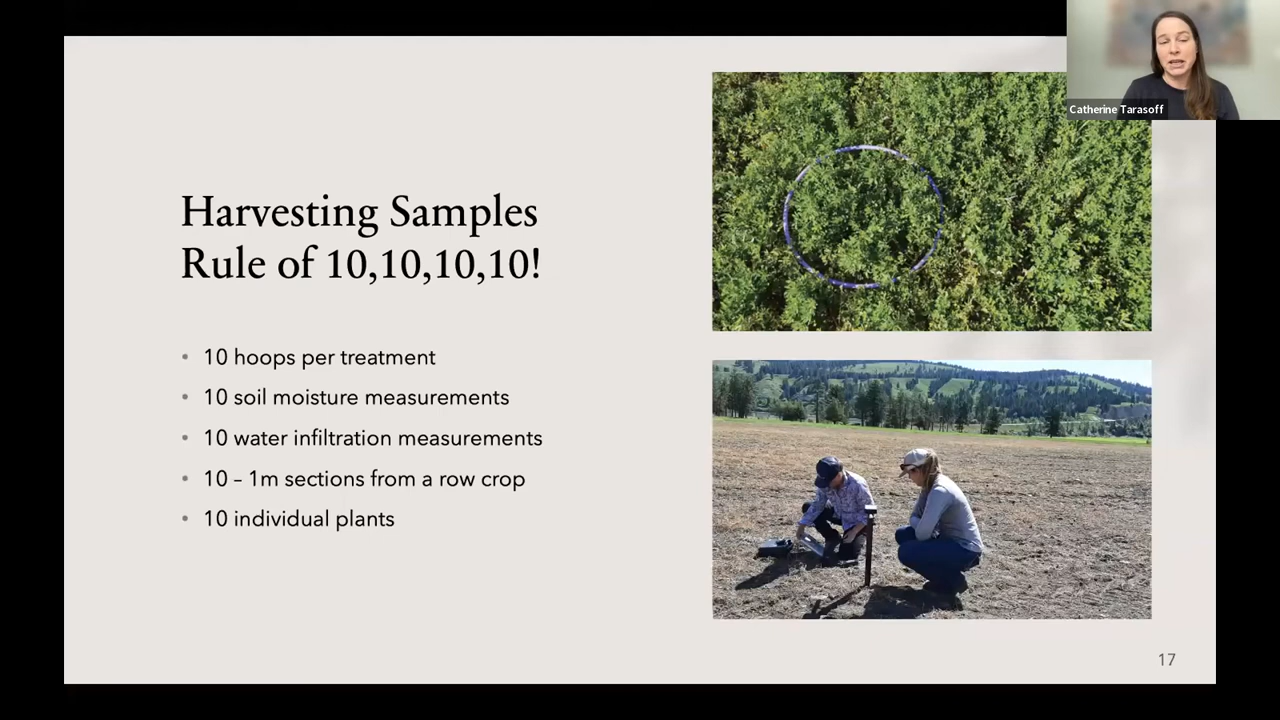 Catherine Tarasoff
Harvesting Samples
Rule of 10,10,10,10!
• 10 hoops per treatment
• 10 soil moisture measurements
• 10 water infiltration measurements
• 10 – 1m sections from a row crop
• 10 individual plants
17